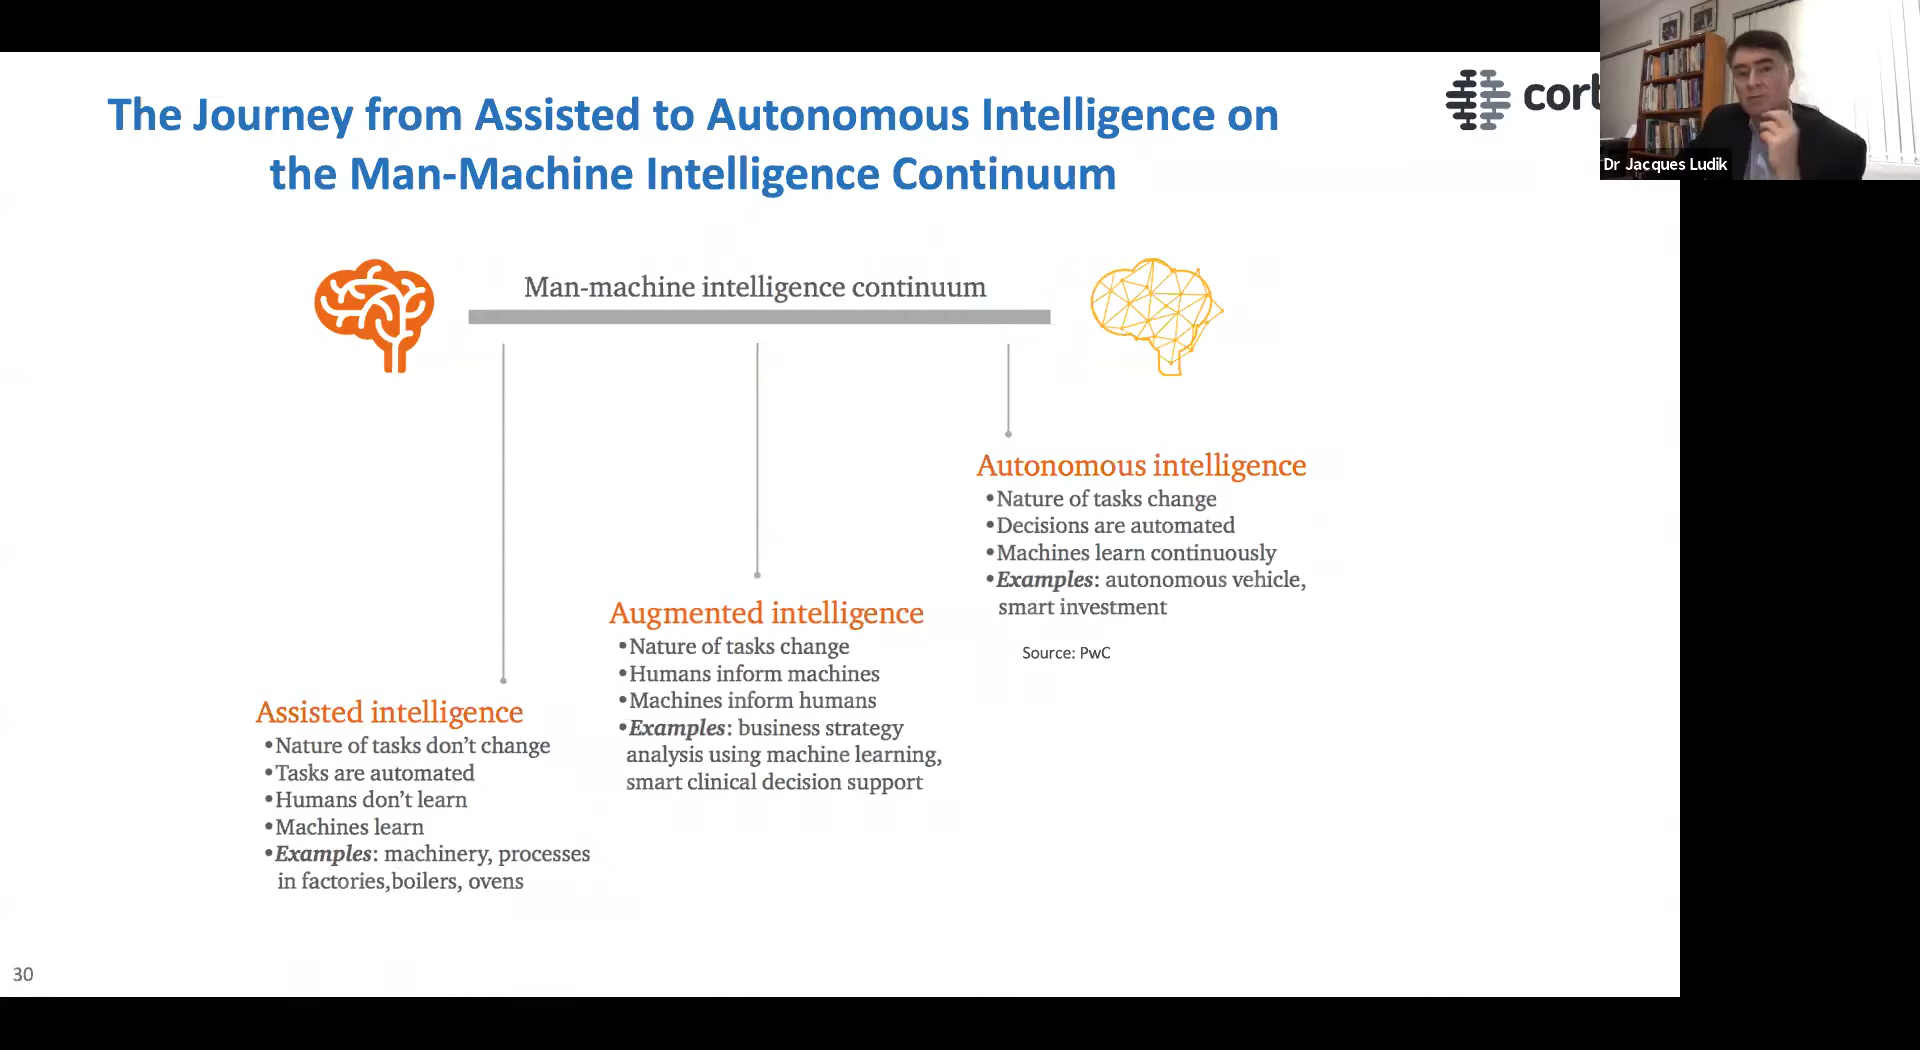 The Journey from Assisted to Autonomous Intelligence on
the Man-Machine Intelligence Continuum
cort
Dr Jacques Ludik
Man-machine intelligence continuum
Autonomous intelligence
•Nature of tasks change
•Decisions are automated
•Machines learn continuously
•Examples: autonomous vehicle,
smart investment
Source: PwC
Augmented intelligence
•Nature of tasks change
•Humans inform machines
•Machines inform humans
•Examples: business strategy
analysis using machine learning,
smart clinical decision support
Assisted intelligence
•Nature of tasks don't change
•Tasks are automated
•Humans don't learn
•Machines learn
•Examples: machinery, processes
in factories,boilers, ovens
30